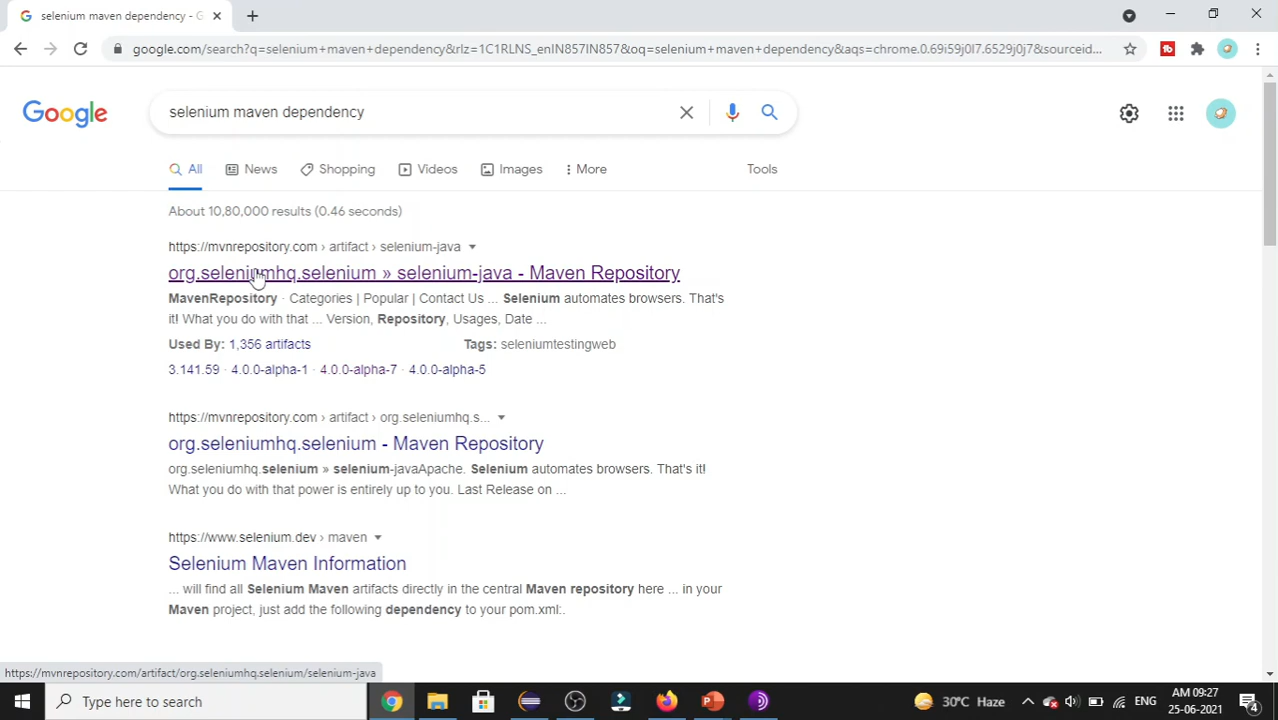 selenium maven dependency - G
google.com/search?q=selenium+maven+dependency&rlz=1C1RLNS_enIN857IN857&oq=selenium+maven+dependency&aqs=chrome.0.69i59j0l7.6529j0j7&sourceid...
Google
selenium maven dependency
All News Shopping Videos Images More Tools
About 10,80,000 results (0.46 seconds)
https://mvnrepository.com › artifact › selenium-java
org.seleniumhq.selenium » selenium-java - Maven Repository
MavenRepository · Categories | Popular | Contact Us ... Selenium automates browsers. That's
it! What you do with that ... Version, Repository, Usages, Date ...
Used By: 1,356 artifacts Tags: seleniumtestingweb
3.141.59 · 4.0.0-alpha-1 · 4.0.0-alpha-7 · 4.0.0-alpha-5
https://mvnrepository.com › artifact › org.seleniumhq.s...
org.seleniumhq.selenium - Maven Repository
org.seleniumhq.selenium » selenium-javaApache. Selenium automates browsers. That's it!
What you do with that power is entirely up to you. Last Release on ...
https://www.selenium.dev › maven
Selenium Maven Information
... will find all Selenium Maven artifacts directly in the central Maven repository here ... in your
Maven project, just add the following dependency to your pom.xml:.
https://mvnrepository.com/artifact/org.seleniumhq.selenium/selenium-java
Type here to search
30°C Haze
ENG
AM 09:27
25-06-2021
4